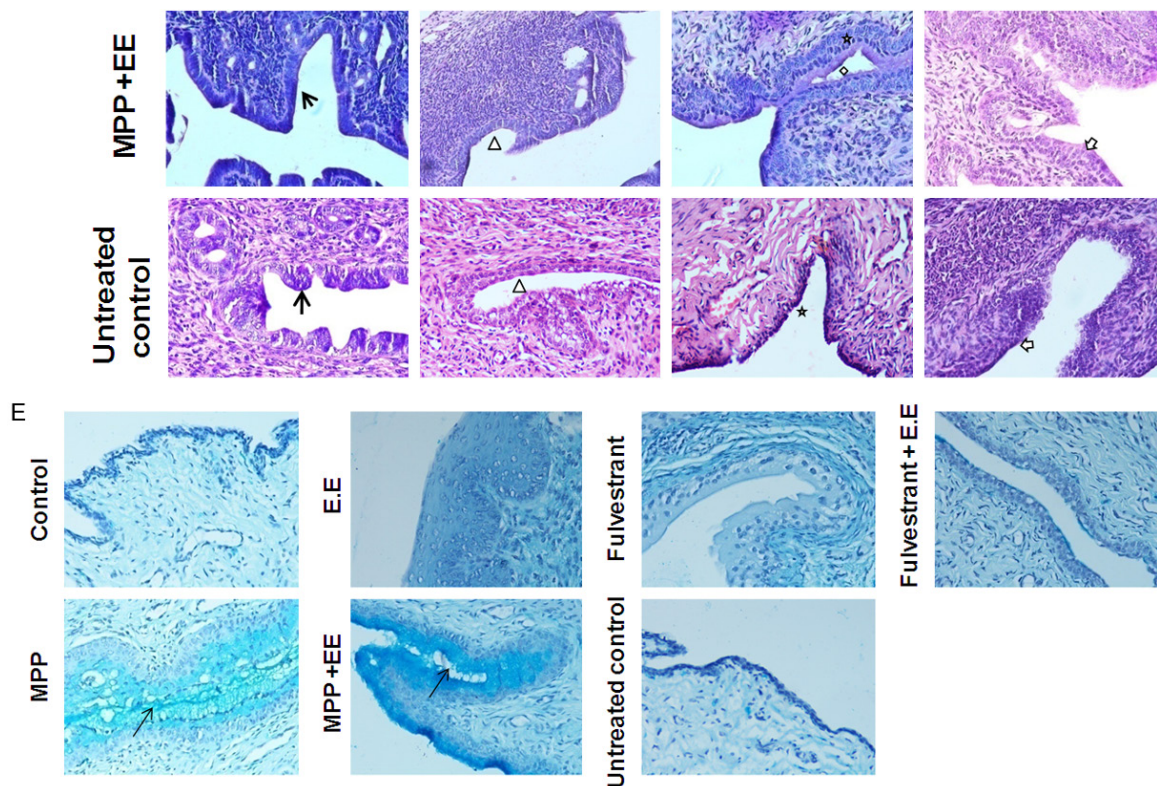 MPP +EE
Untreated
control
E
Control
E.E
Fulvestrant
Fulvestrant + E.E
MPP
MPP +EE
Untreated control